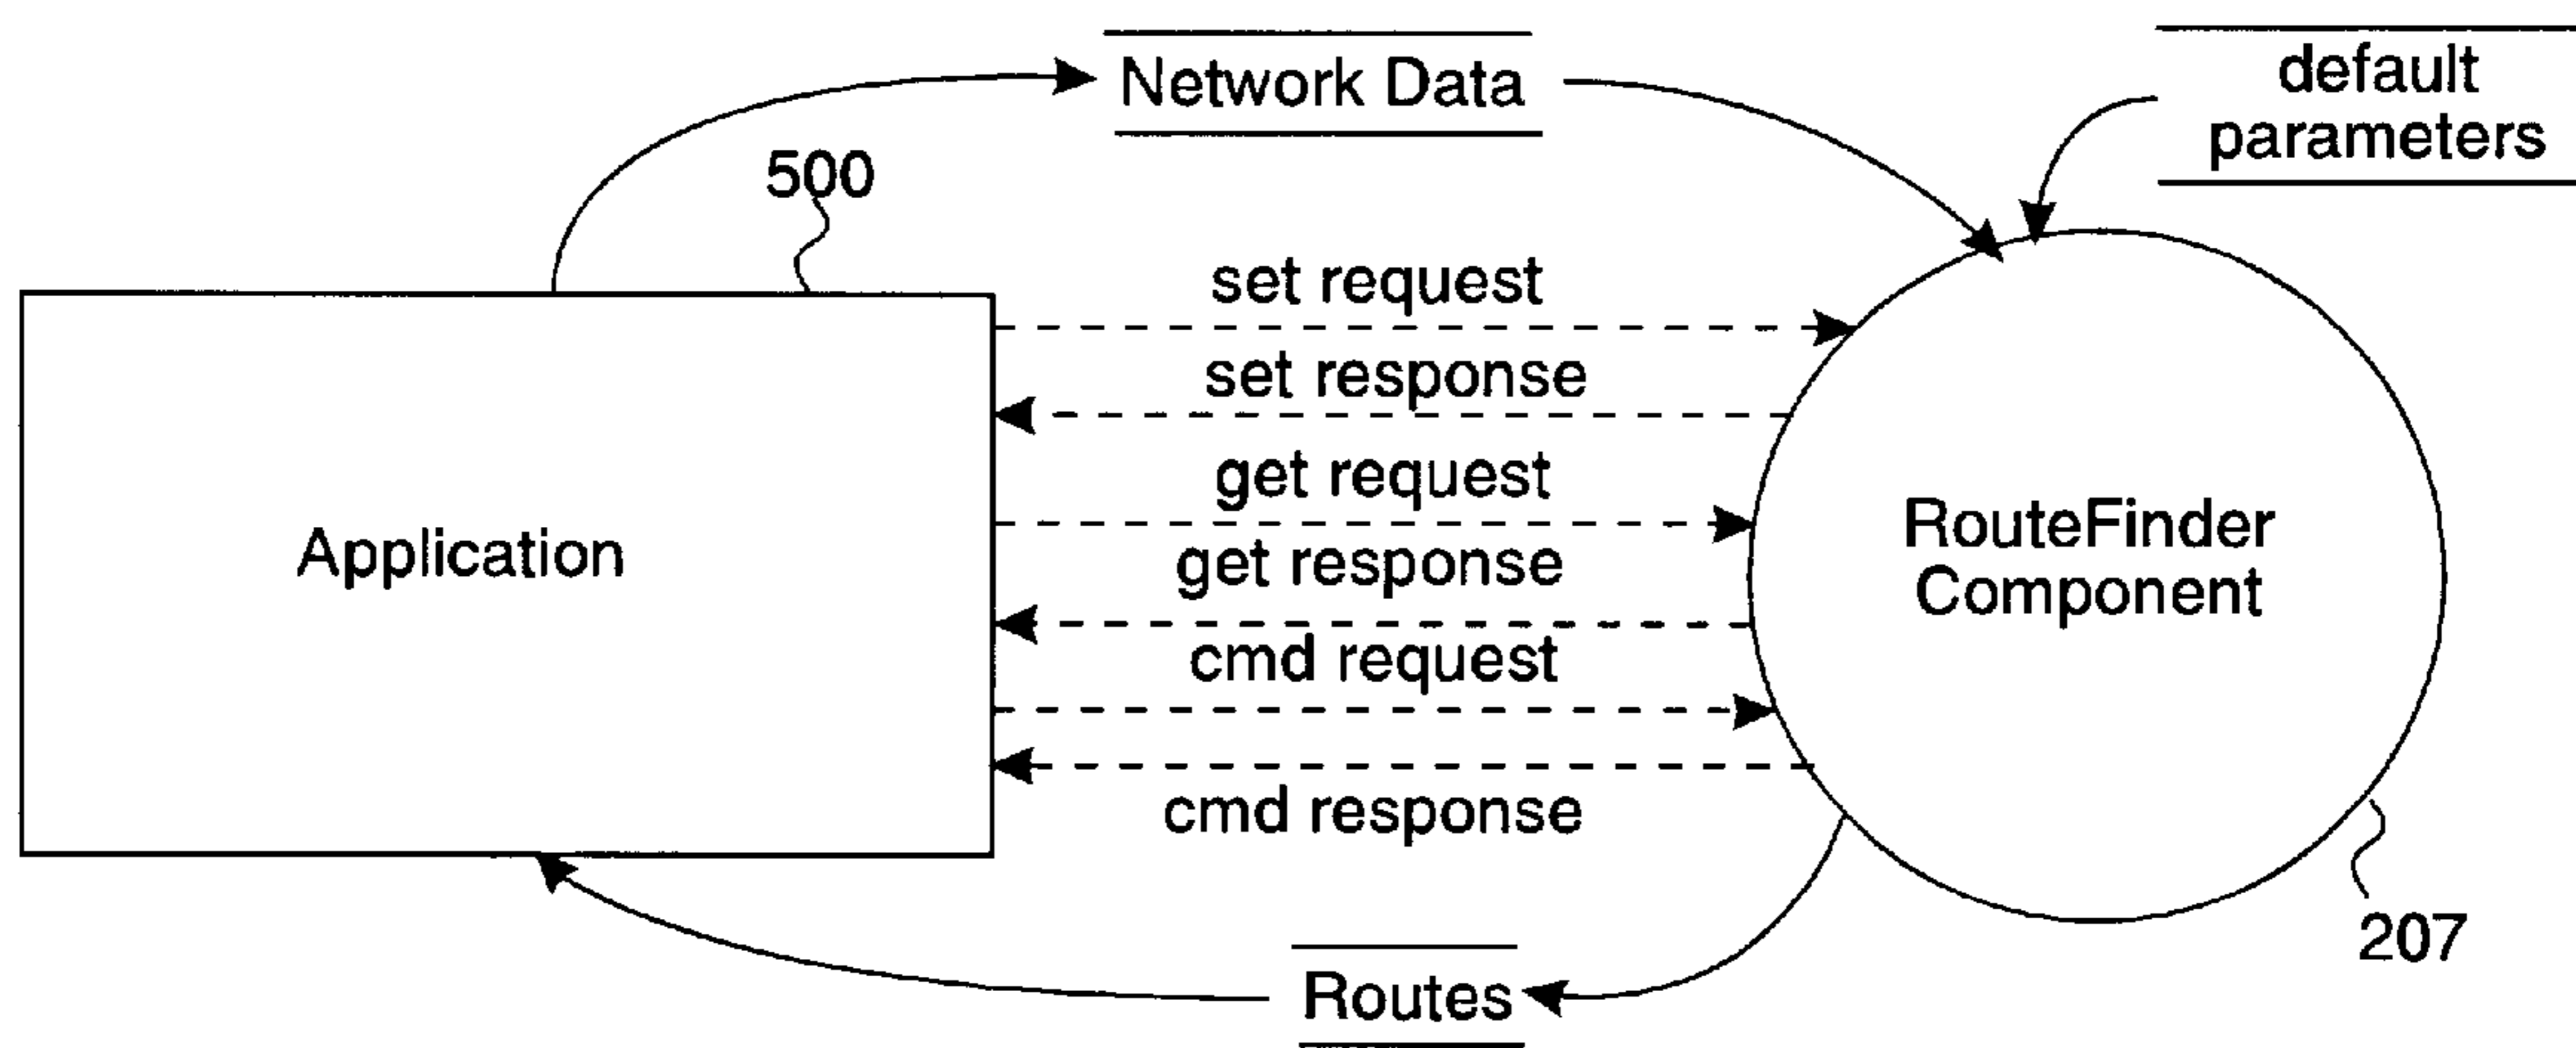 Network Data
default
parameters
500
set request
set response
get request
get response
cmd request
cmd response
Application
RouteFinder
Component
207
Routes